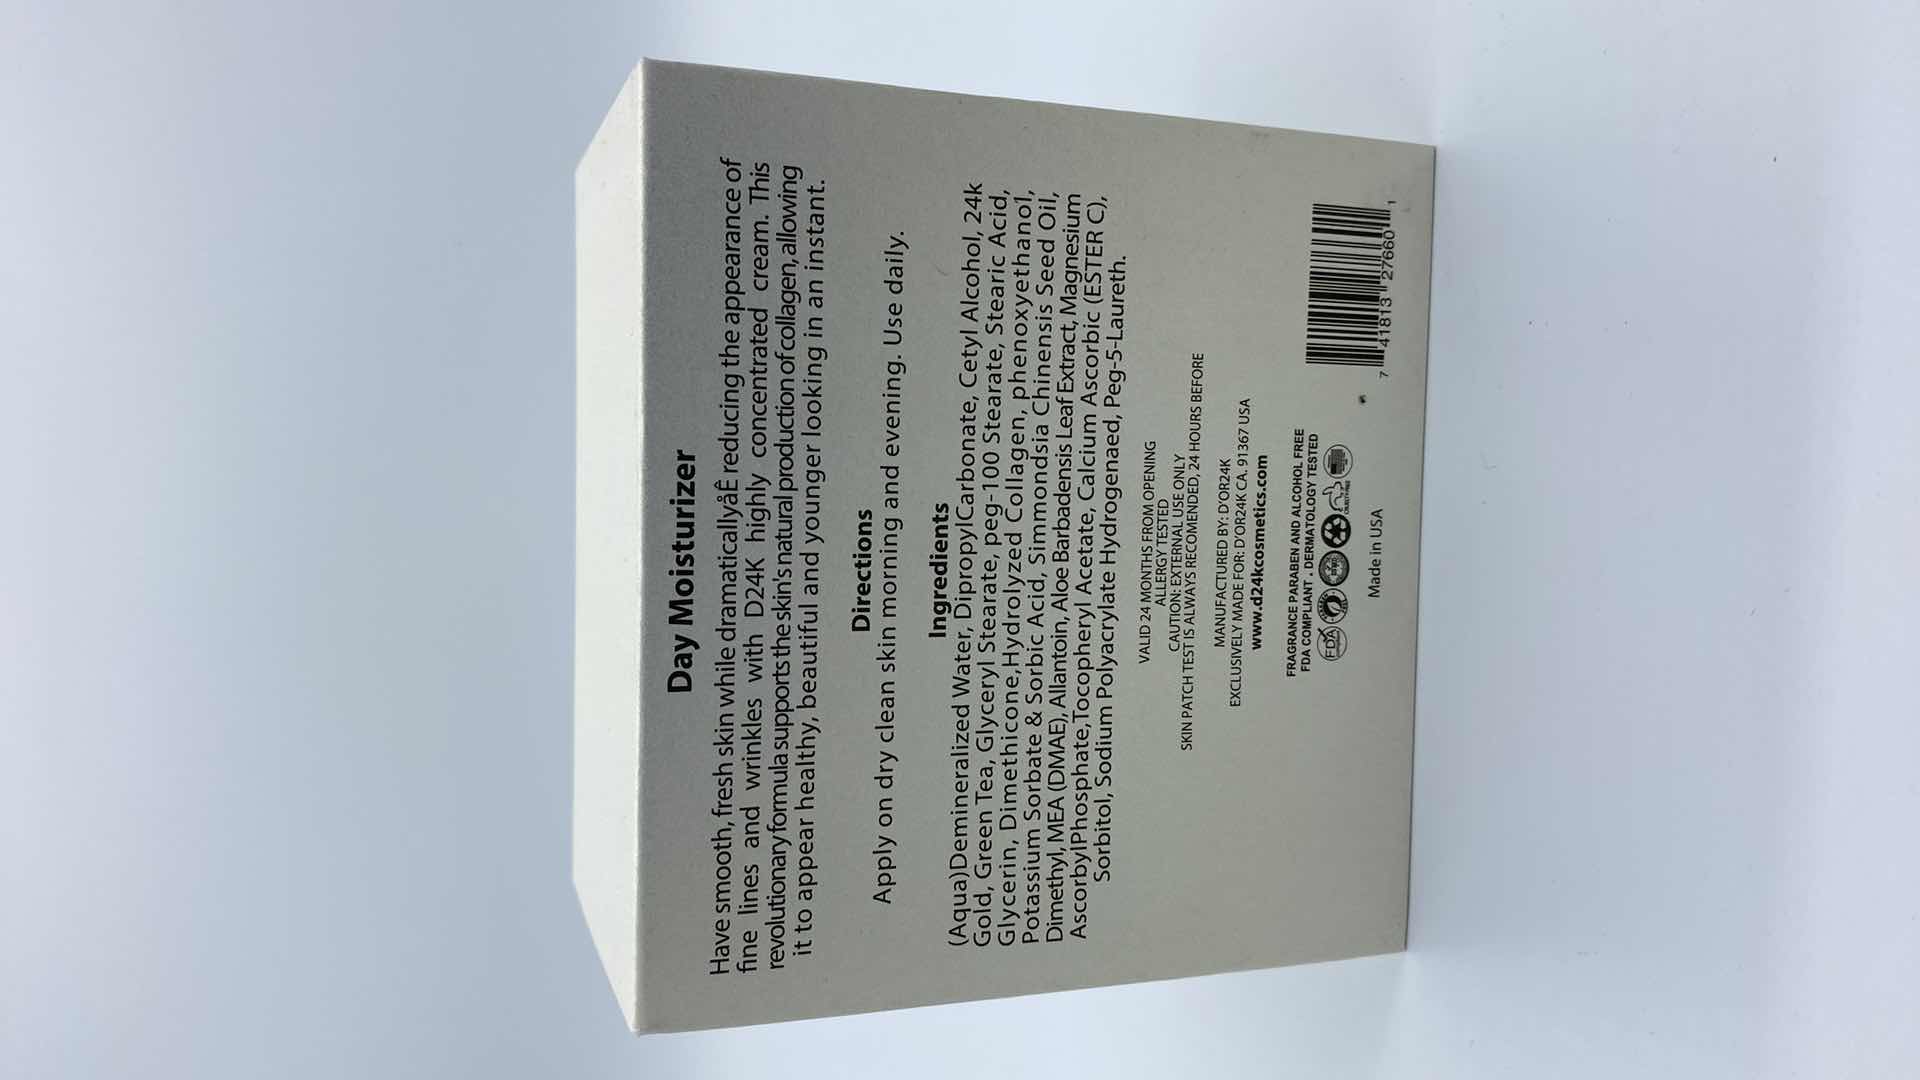 Day Moisturizer
Have smooth, fresh skin while dramaticallyåÊ reducing the appearance of
fine lines and wrinkles with D24K highly concentrated cream. This
revolutionary formula supports the skin's natural production of collagen, allowing
it to appear healthy, beautiful and younger looking in an instant.
Directions
Apply on dry clean skin morning and evening. Use daily.
Ingredients
(Aqua)Demineralized Water, DipropylCarbonate, Cetyl Alcohol, 24k
Gold, Green Tea, Glyceryl Stearate, peg-100 Stearate, Stearic Acid,
Glycerin, Dimethicone,Hydrolyzed Collagen, phenoxyethanol,
Potassium Sorbate & Sorbic Acid, Simmondsia Chinensis Seed Oil,
Dimethyl, MEA (DMAE), Allantoin, Aloe Barbadensis Leaf Extract, Magnesium
AscorbylPhosphate,Tocopheryl Acetate, Calcium Ascorbic (ESTER C),
Sorbitol, Sodium Polyacrylate Hydrogenaed, Peg-5-Laureth.
VALID 24 MONTHS FROM OPENING
ALLERGY TESTED
CAUTION: EXTERNAL USE ONLY
SKIN PATCH TEST IS ALWAYS RECOMENDED, 24 HOURS BEFORE
MANUFACTURED BY: D'OR24K
EXCLUSIVELY MADE FOR: D'OR24K CA. 91367 USA
www.d24kcosmetics.com
FRAGRANCE PARABEN AND ALCOHOL FREE
FDA COMPLIANT . DERMATOLOGY TESTED
FDA
Made in USA
7 41813 27660 1